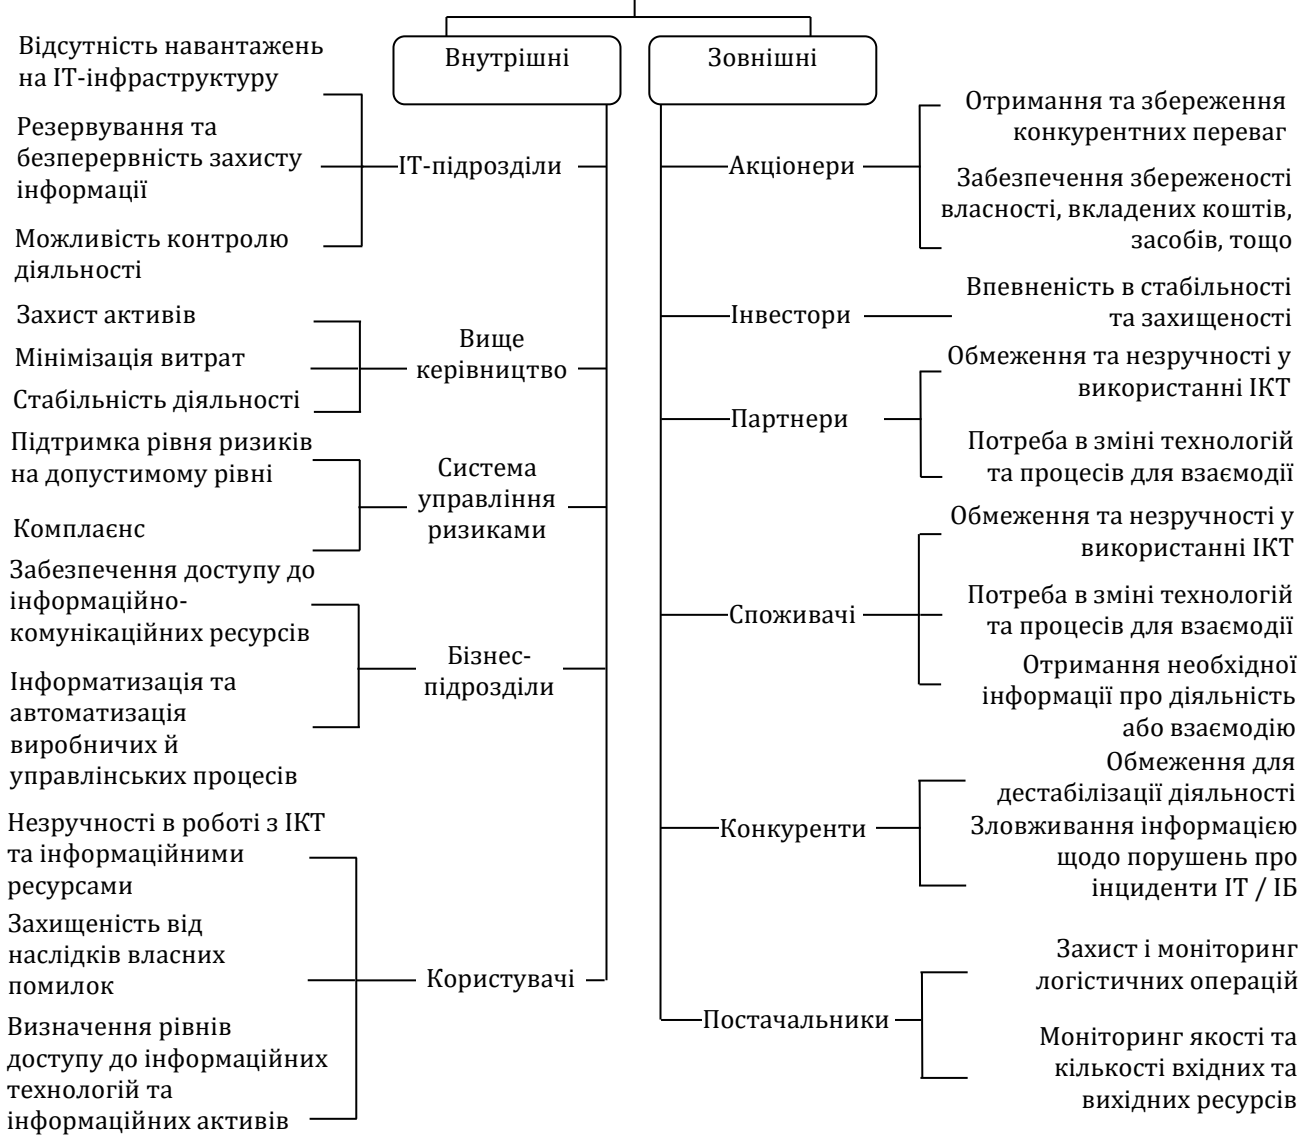 Внутрішні
Зовнішні
Відсутність навантажень
на ІТ-інфраструктуру
Резервування та
безперервність захисту
інформації
Можливість контролю
діяльності
ІТ-підрозділи
Захист активів
Мінімізація витрат
Стабільність діяльності
Вище
керівництво
Підтримка рівня ризиків
на допустимому рівні
Комплаєнс
Система
управління
ризиками
Забезпечення доступу до
інформаційно-
комунікаційних ресурсів
Інформатизація та
автоматизація
виробничих й
управлінських процесів
Бізнес-
підрозділи
Незручності в роботі з ІКТ
та інформаційними
ресурсами
Захищеність від
наслідків власних
помилок
Визначення рівнів
доступу до інформаційних
технологій та
інформаційних активів
Користувачі
Акціонери
Отримання та збереження
конкурентних переваг
Забезпечення збереженості
власності, вкладених коштів,
засобів, тощо
Інвестори
Впевненість в стабільності
та захищеності
Партнери
Обмеження та незручності у
використанні ІКТ
Потреба в зміні технологій
та процесів для взаємодії
Споживачі
Обмеження та незручності у
використанні ІКТ
Потреба в зміні технологій
та процесів для взаємодії
Отримання необхідної
інформації про діяльність
або взаємодію
Конкуренти
Обмеження для
дестабілізації діяльності
Зловживання інформацією
щодо порушень про
інциденти ІТ / ІБ
Постачальники
Захист і моніторинг
логістичних операцій
Моніторинг якості та
кількості вхідних та
вихідних ресурсів